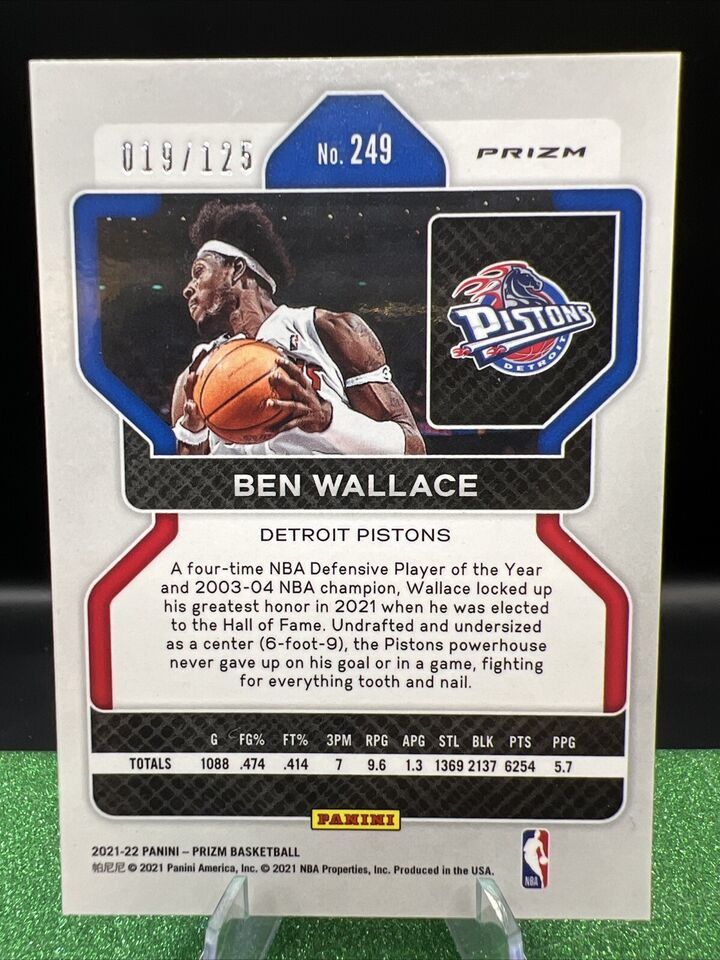 019/125
No. 249
PRIZM
PISTONS
DETROIT
BEN WALLACE
DETROIT PISTONS
A four-time NBA Defensive Player of the Year
and 2003-04 NBA champion, Wallace locked up
his greatest honor in 2021 when he was elected
to the Hall of Fame. Undrafted and undersized
as a center (6-foot-9), the Pistons powerhouse
never gave up on his goal or in a game, fighting
for everything tooth and nail.
G FG% FT% 3PM RPG APG STL BLK PTS PPG
TOTALS 1088 .474 .414 7 9.6 1.3 1369 2137 6254 5.7
PANINI
2021-22 PANINI – PRIZM BASKETBALL
帕尼尼 © 2021 Panini America, Inc. © 2021 NBA Properties, Inc. Produced in the USA.
NBA